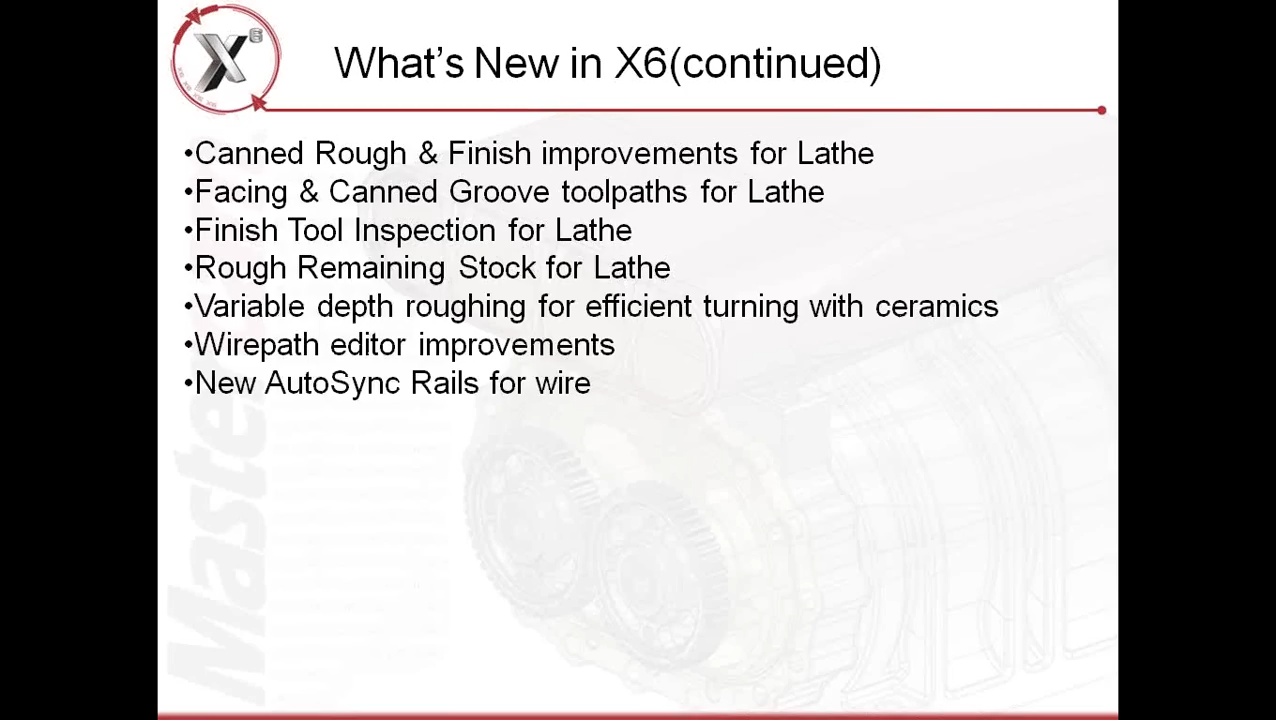 What's New in X6(continued)
•Canned Rough & Finish improvements for Lathe
•Facing & Canned Groove toolpaths for Lathe
•Finish Tool Inspection for Lathe
•Rough Remaining Stock for Lathe
•Variable depth roughing for efficient turning with ceramics
•Wirepath editor improvements
•New AutoSync Rails for wire
X6
Maste